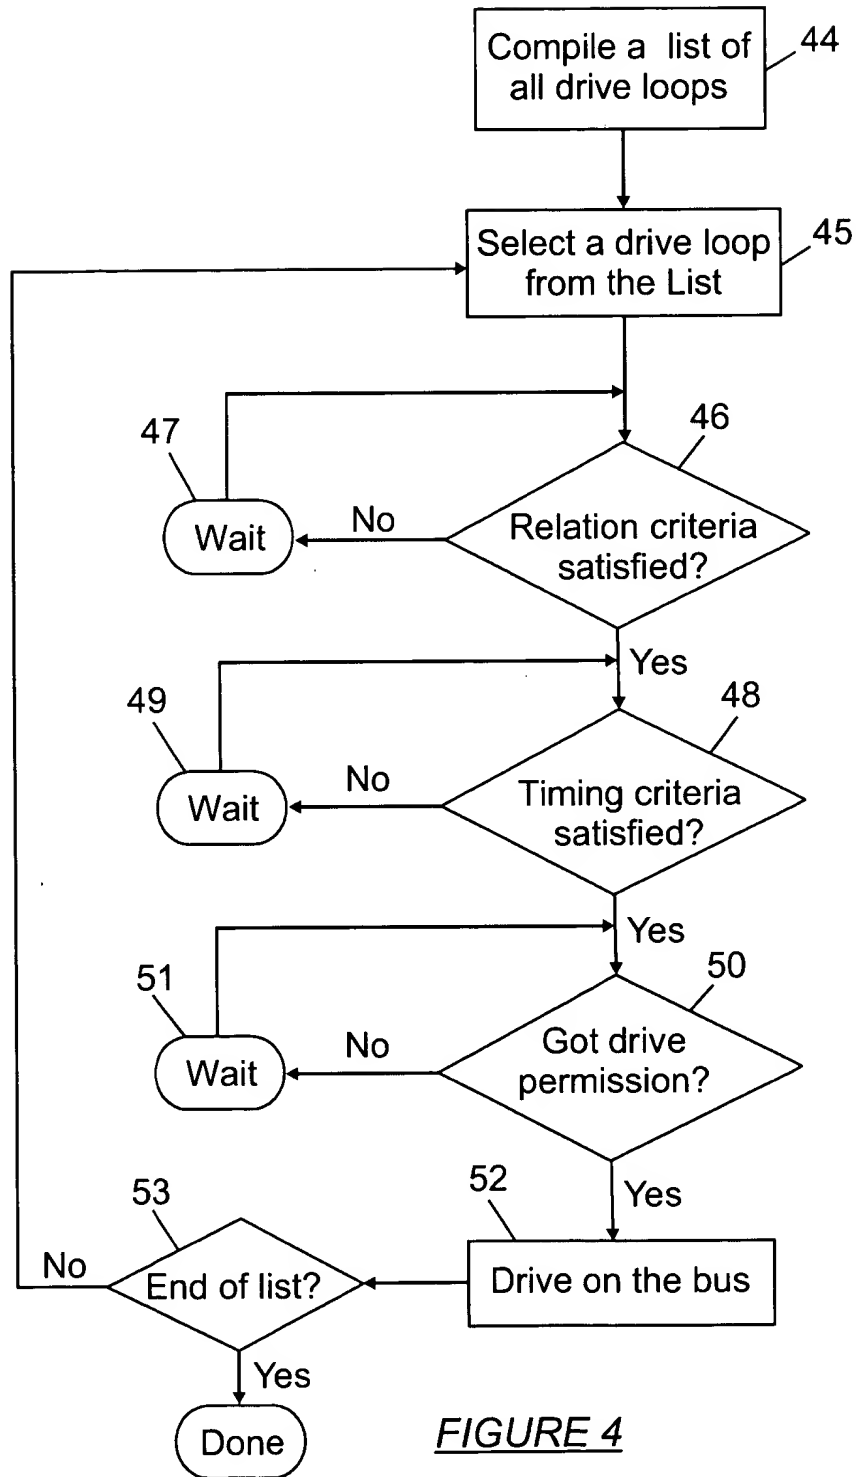 Compile a list of
all drive loops
44
Select a drive loop
from the List
45
46
47
Relation criteria
satisfied?
No
Wait
Yes
48
49
Timing criteria
satisfied?
No
Wait
Yes
50
51
Got drive
permission?
No
Wait
Yes
52
53
Drive on the bus
End of list?
No
Yes
Done
FIGURE 4